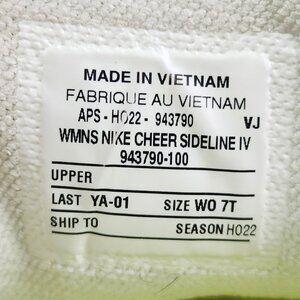 MADE IN VIETNAM
FABRIQUE AU VIETNAM
APS - HO22 - 943790 VJ
WMNS NIKE CHEER SIDELINE IV
943790-100
UPPER
LAST YA-01 SIZE WO 7T
SHIP TO SEASON HO22